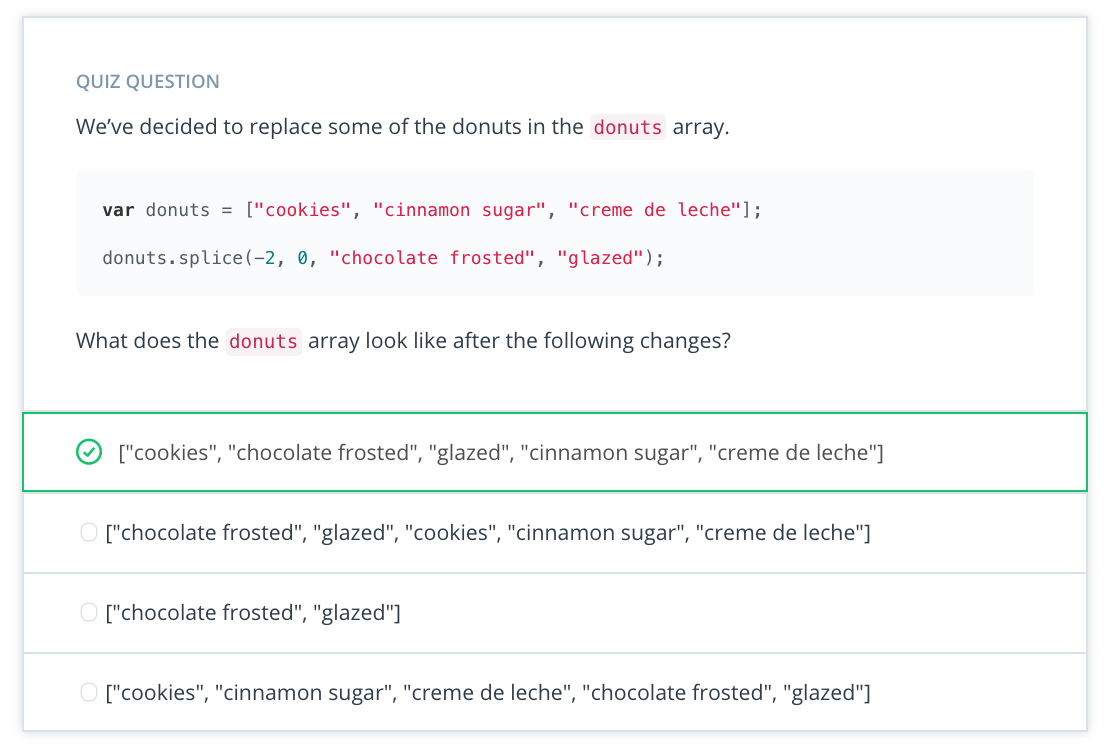 QUIZ QUESTION
We’ve decided to replace some of the donuts in the donuts array.
var donuts = ["cookies", "cinnamon sugar", "creme de leche"];
donuts.splice(−2, 0, "chocolate frosted", "glazed");
What does the donuts array look like after the following changes?
["cookies", "chocolate frosted", "glazed", "cinnamon sugar", "creme de leche"]
["chocolate frosted", "glazed", "cookies", "cinnamon sugar", "creme de leche"]
["chocolate frosted", "glazed"]
["cookies", "cinnamon sugar", "creme de leche", "chocolate frosted", "glazed"]